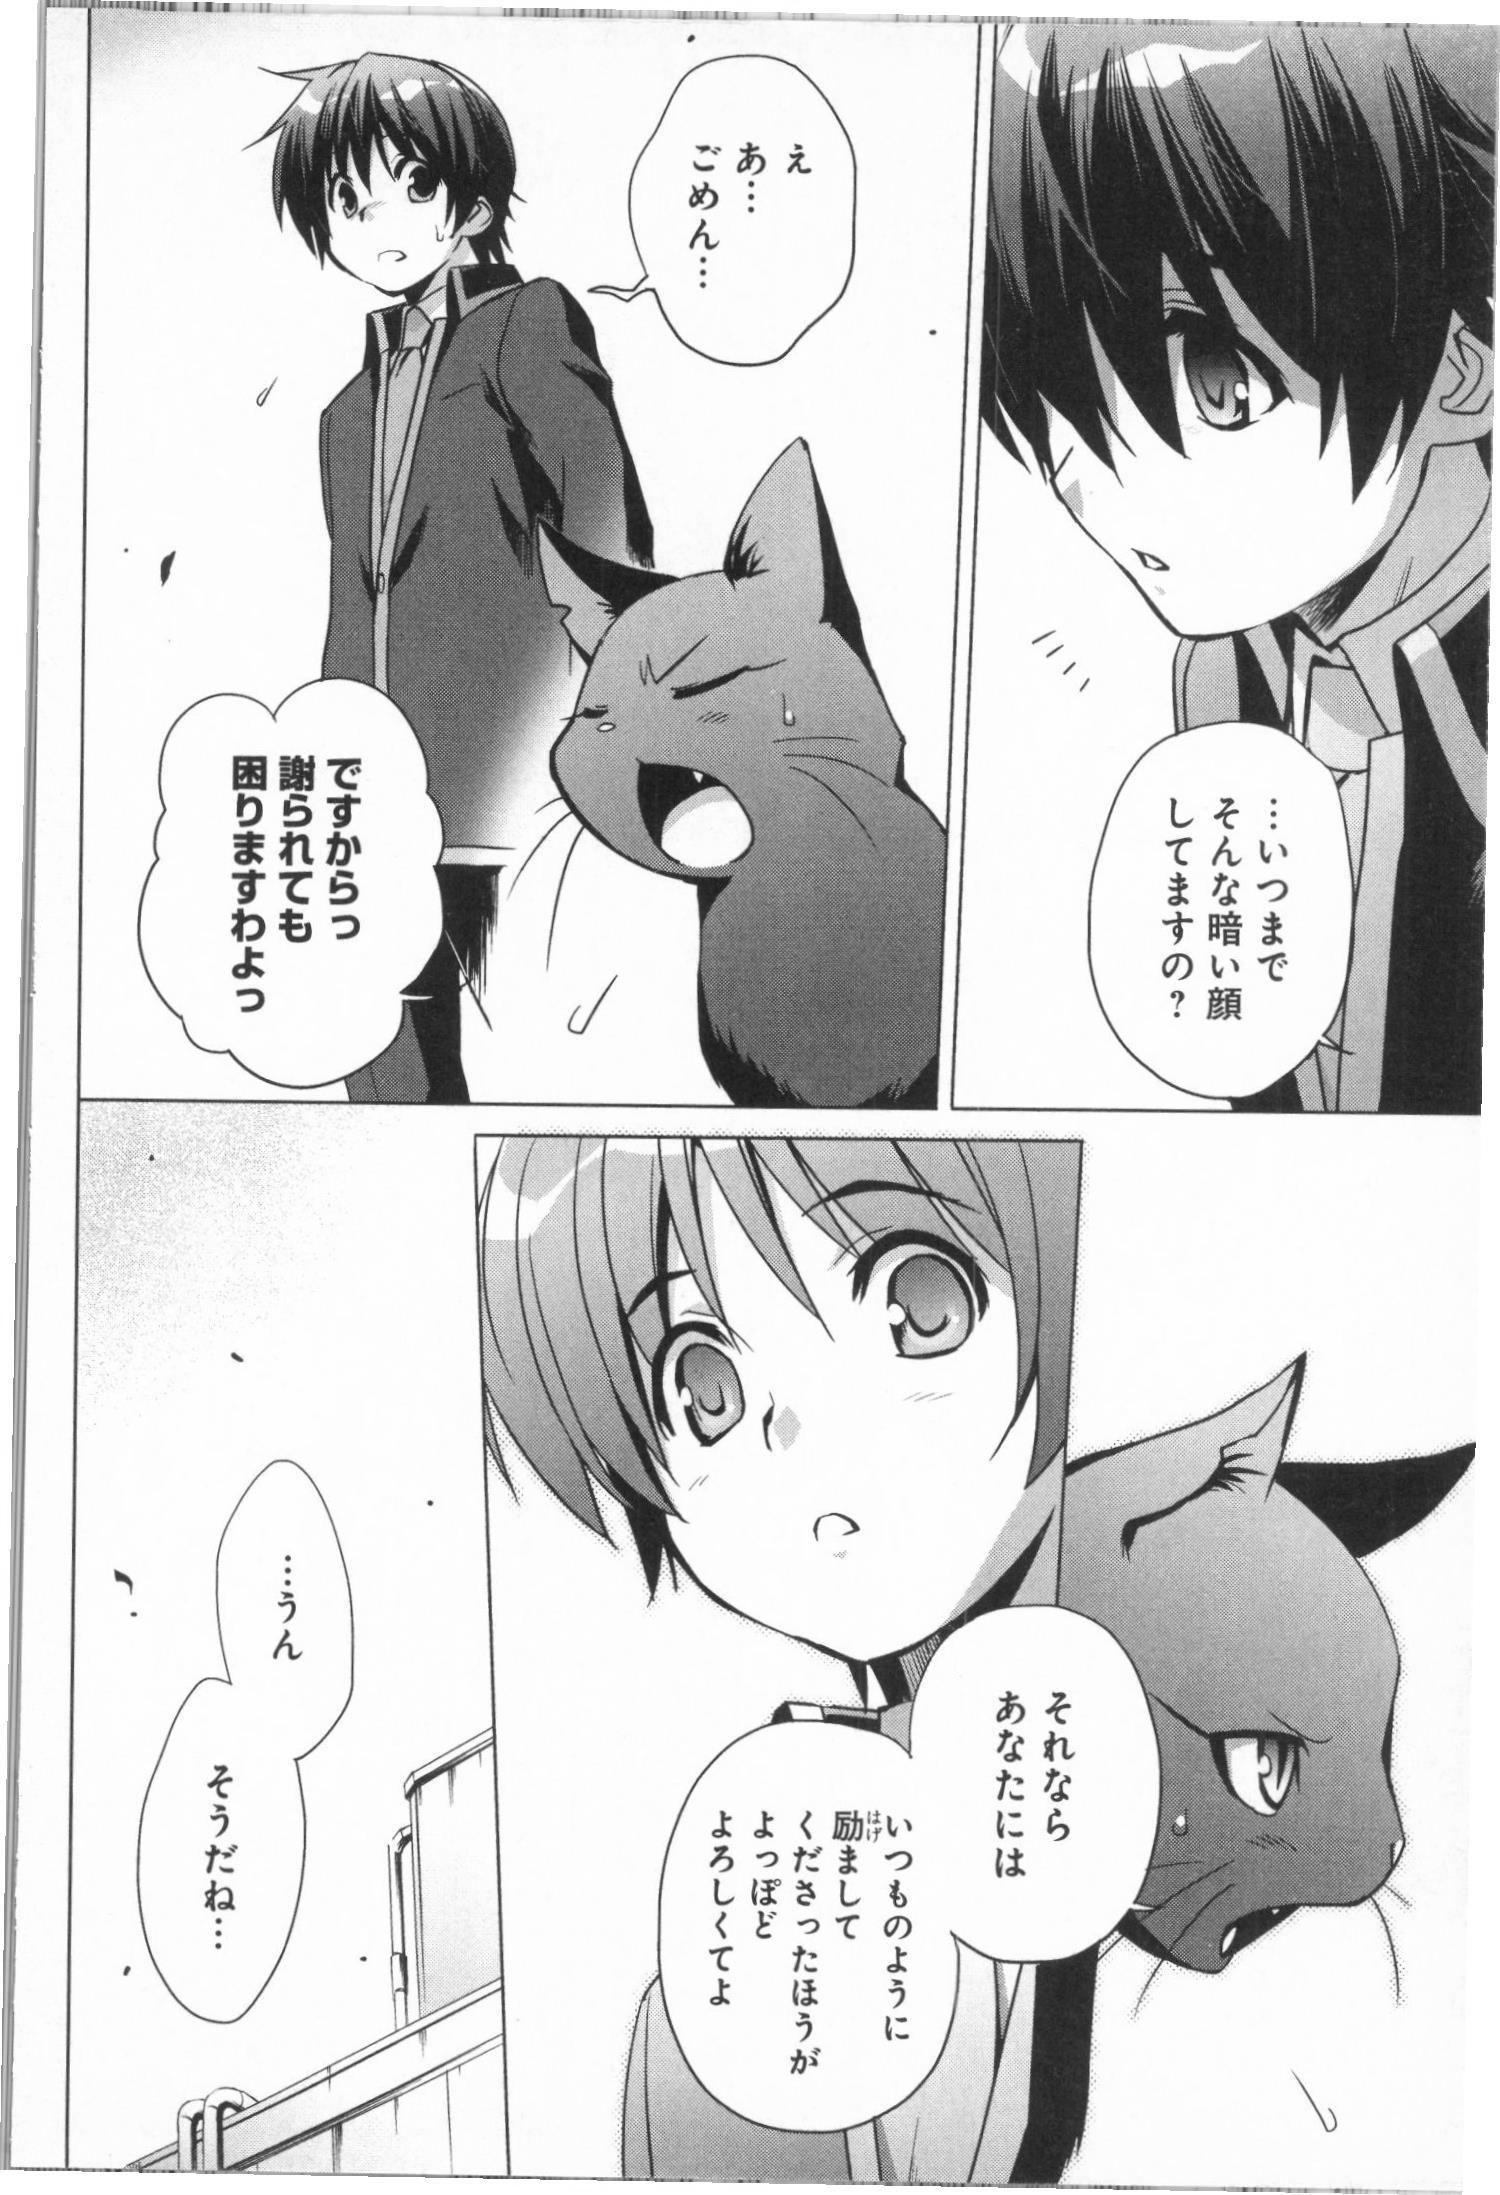 …いつまで
そんな暗い顔
してますの？
え
あ…
ごめん…
ですからっ
謝られても
困りますわよっ
それなら
あなたには
いつものように
励まして
はげ
くださったほうが
よっぽど
よろしくてよ
…うん
そうだね…